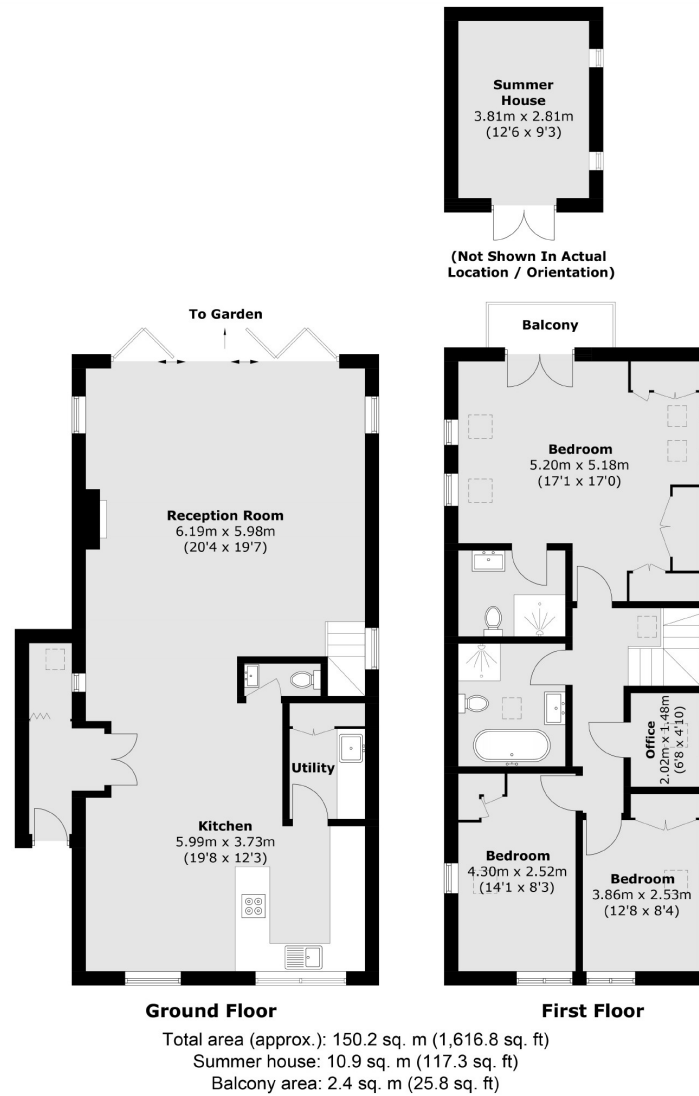 Summer
House
3.81m x 2.81m
(12'6 x 9'3)
(Not Shown In Actual
Location / Orientation)
To Garden
Balcony
Reception Room
6.19m x 5.98m
(20'4 x 19'7)
Bedroom
5.20m x 5.18m
(17'1 x 17'0)
Utility
Kitchen
5.99m x 3.73m
(19'8 x 12'3)
Office
2.02m x 1.48m
(6'8 x 4'10)
Bedroom
4.30m x 2.52m
(14'1 x 8'3)
Bedroom
3.86m x 2.53m
(12'8 x 8'4)
Ground Floor
First Floor
Total area (approx.): 150.2 sq. m (1,616.8 sq. ft)
Summer house: 10.9 sq. m (117.3 sq. ft)
Balcony area: 2.4 sq. m (25.8 sq. ft)